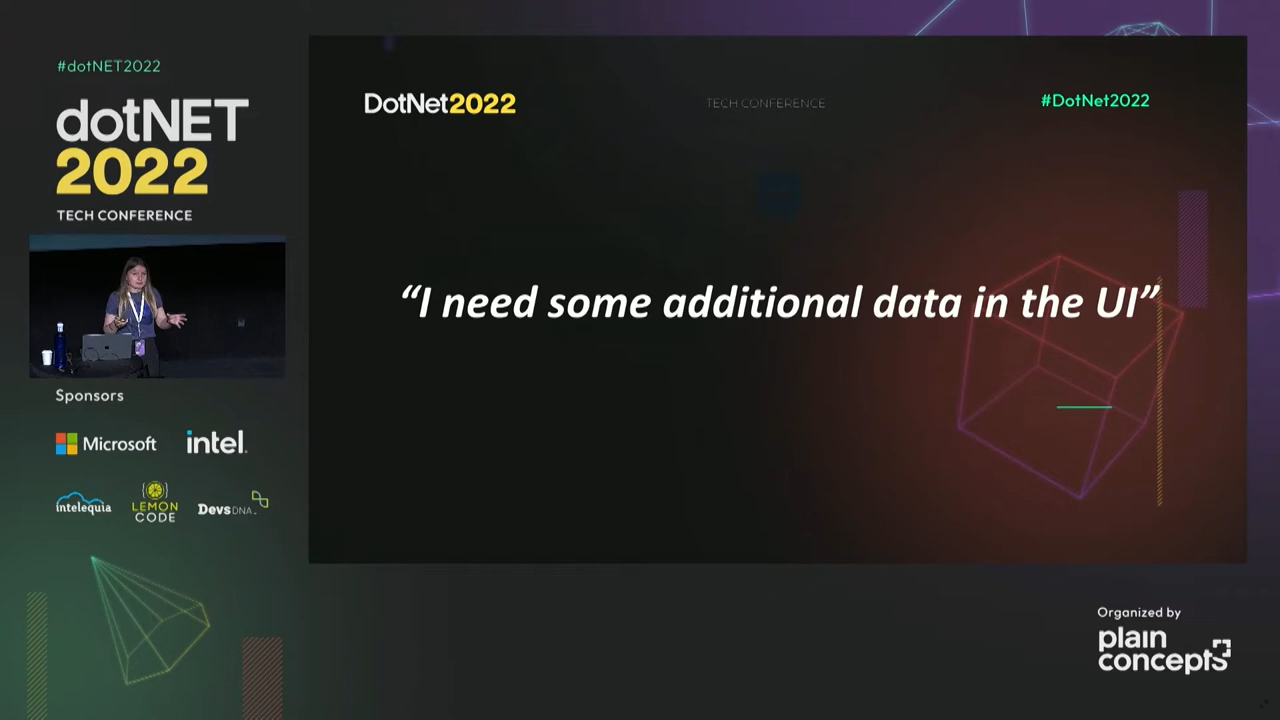 #dotNET2022
dotNET
2022
TECH CONFERENCE
Sponsors
Microsoft
intel.
intelequia
LEMON
CODE
DevsDNA.
DotNet2022
TECH CONFERENCE
#DotNet2022
“I need some additional data in the UI”
Organized by
plain
concepts